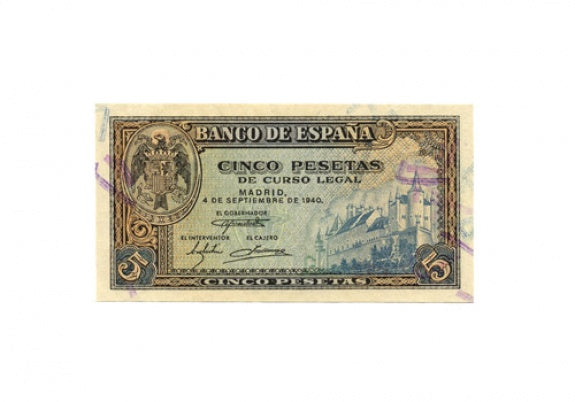 BANCO DE ESPAÑA
CINCO PESETAS
DE CURSO LEGAL
MADRID,
4 DE SEPTIEMBRE DE 1940.
EL GOBERNADOR
EL INTERVENTOR EL CAJERO
5 5
CINCO PESETAS